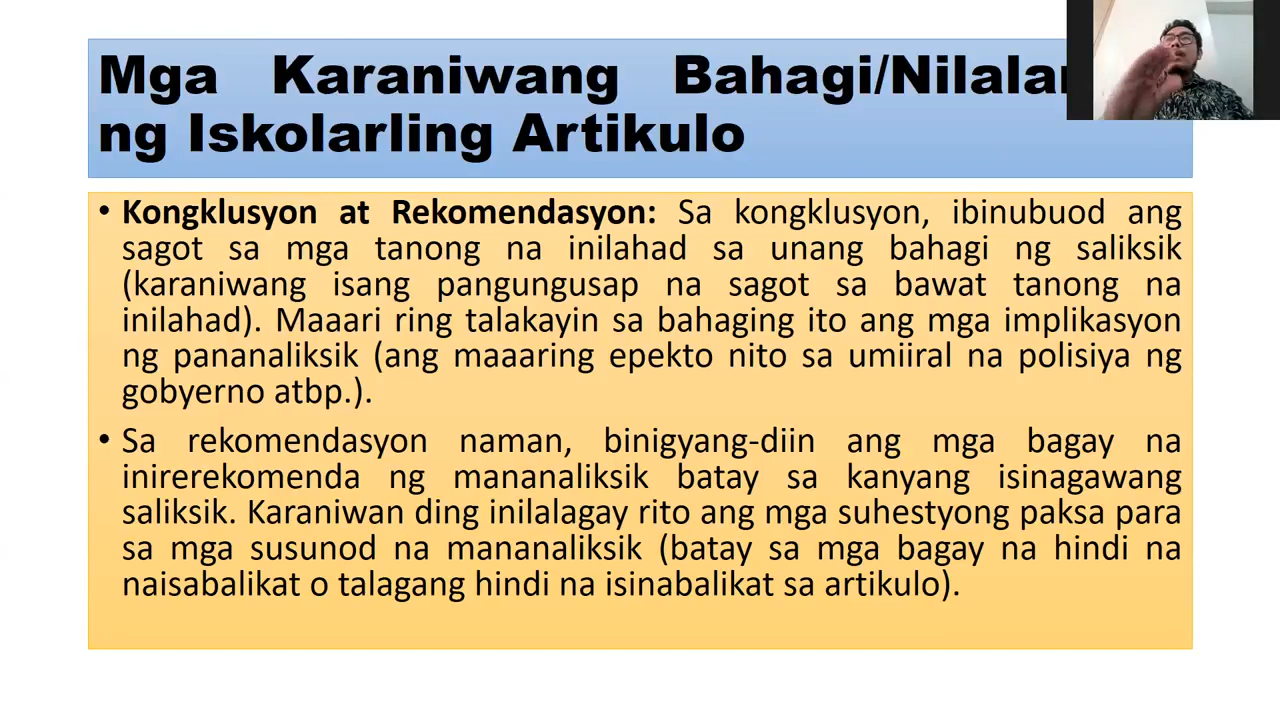 Mga Karaniwang
ng Iskolarling Artikulo
• Kongklusyon at Rekomendasyon: Sa kongklusyon, ibinubuod ang
sagot sa mga tanong na inilahad sa unang bahagi ng saliksik
(karaniwang isang pangungusap na sagot sa bawat tanong na
inilahad). Maaari ring talakayin sa bahaging ito ang mga implikasyon
ng pananaliksik (ang maaaring epekto nito sa umiiral na polisiya ng
gobyerno atbp.).
• Sa rekomendasyon naman, binigyang-diin ang mga bagay na
inirerekomenda ng mananaliksik batay sa kanyang isinagawang
saliksik. Karaniwan ding inilalagay rito ang mga suhestyong paksa para
sa mga susunod na mananaliksik (batay sa mga bagay na hindi na
naisabalikat o talagang hindi na isinabalikat sa artikulo).